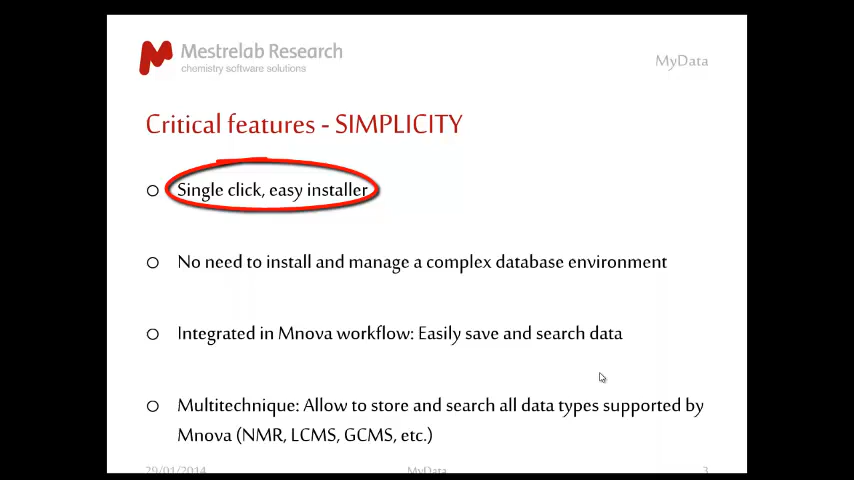 Mestrelab Research
chemistry software solutions
MyData
Critical features - SIMPLICITY
Single click, easy installer
No need to install and manage a complex database environment
Integrated in Mnova workflow: Easily save and search data
Multitechnique: Allow to store and search all data types supported by
Mnova (NMR, LCMS, GCMS, etc.)
29/01/2014 MyData 3